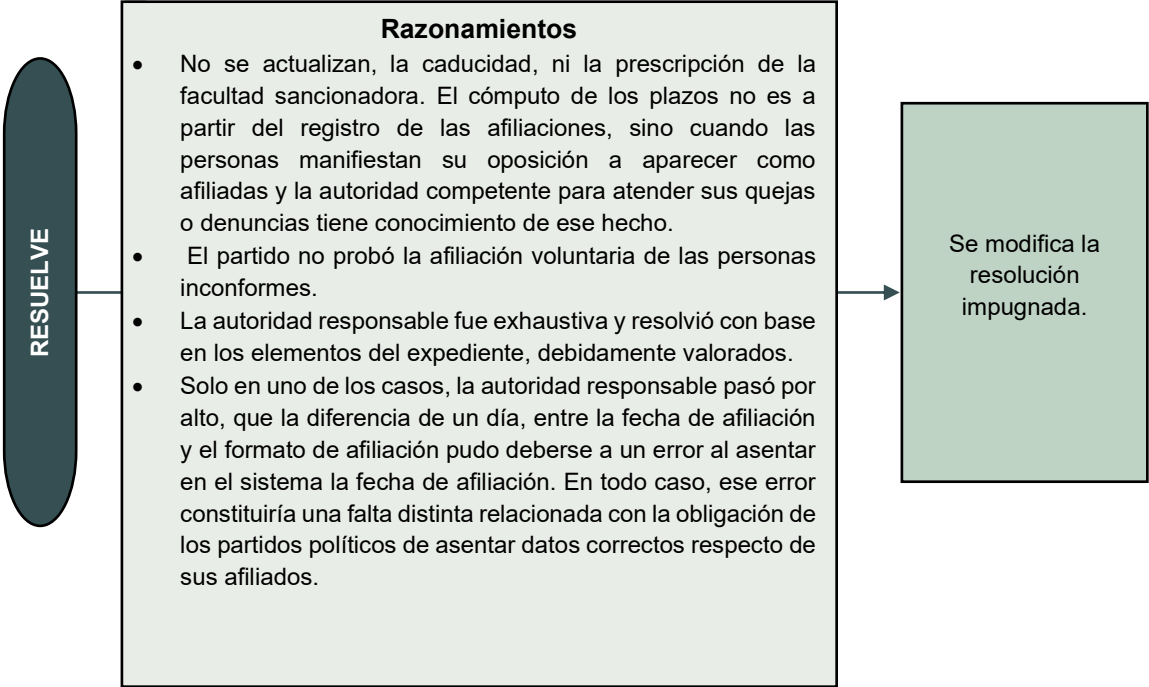 RESUELVE
Razonamientos
• No se actualizan, la caducidad, ni la prescripción de la
facultad sancionadora. El cómputo de los plazos no es a
partir del registro de las afiliaciones, sino cuando las
personas manifiestan su oposición a aparecer como
afiliadas y la autoridad competente para atender sus quejas
o denuncias tiene conocimiento de ese hecho.
• El partido no probó la afiliación voluntaria de las personas
inconformes.
• La autoridad responsable fue exhaustiva y resolvió con base
en los elementos del expediente, debidamente valorados.
• Solo en uno de los casos, la autoridad responsable pasó por
alto, que la diferencia de un día, entre la fecha de afiliación
y el formato de afiliación pudo deberse a un error al asentar
en el sistema la fecha de afiliación. En todo caso, ese error
constituiría una falta distinta relacionada con la obligación de
los partidos políticos de asentar datos correctos respecto de
sus afiliados.
Se modifica la
resolución
impugnada.